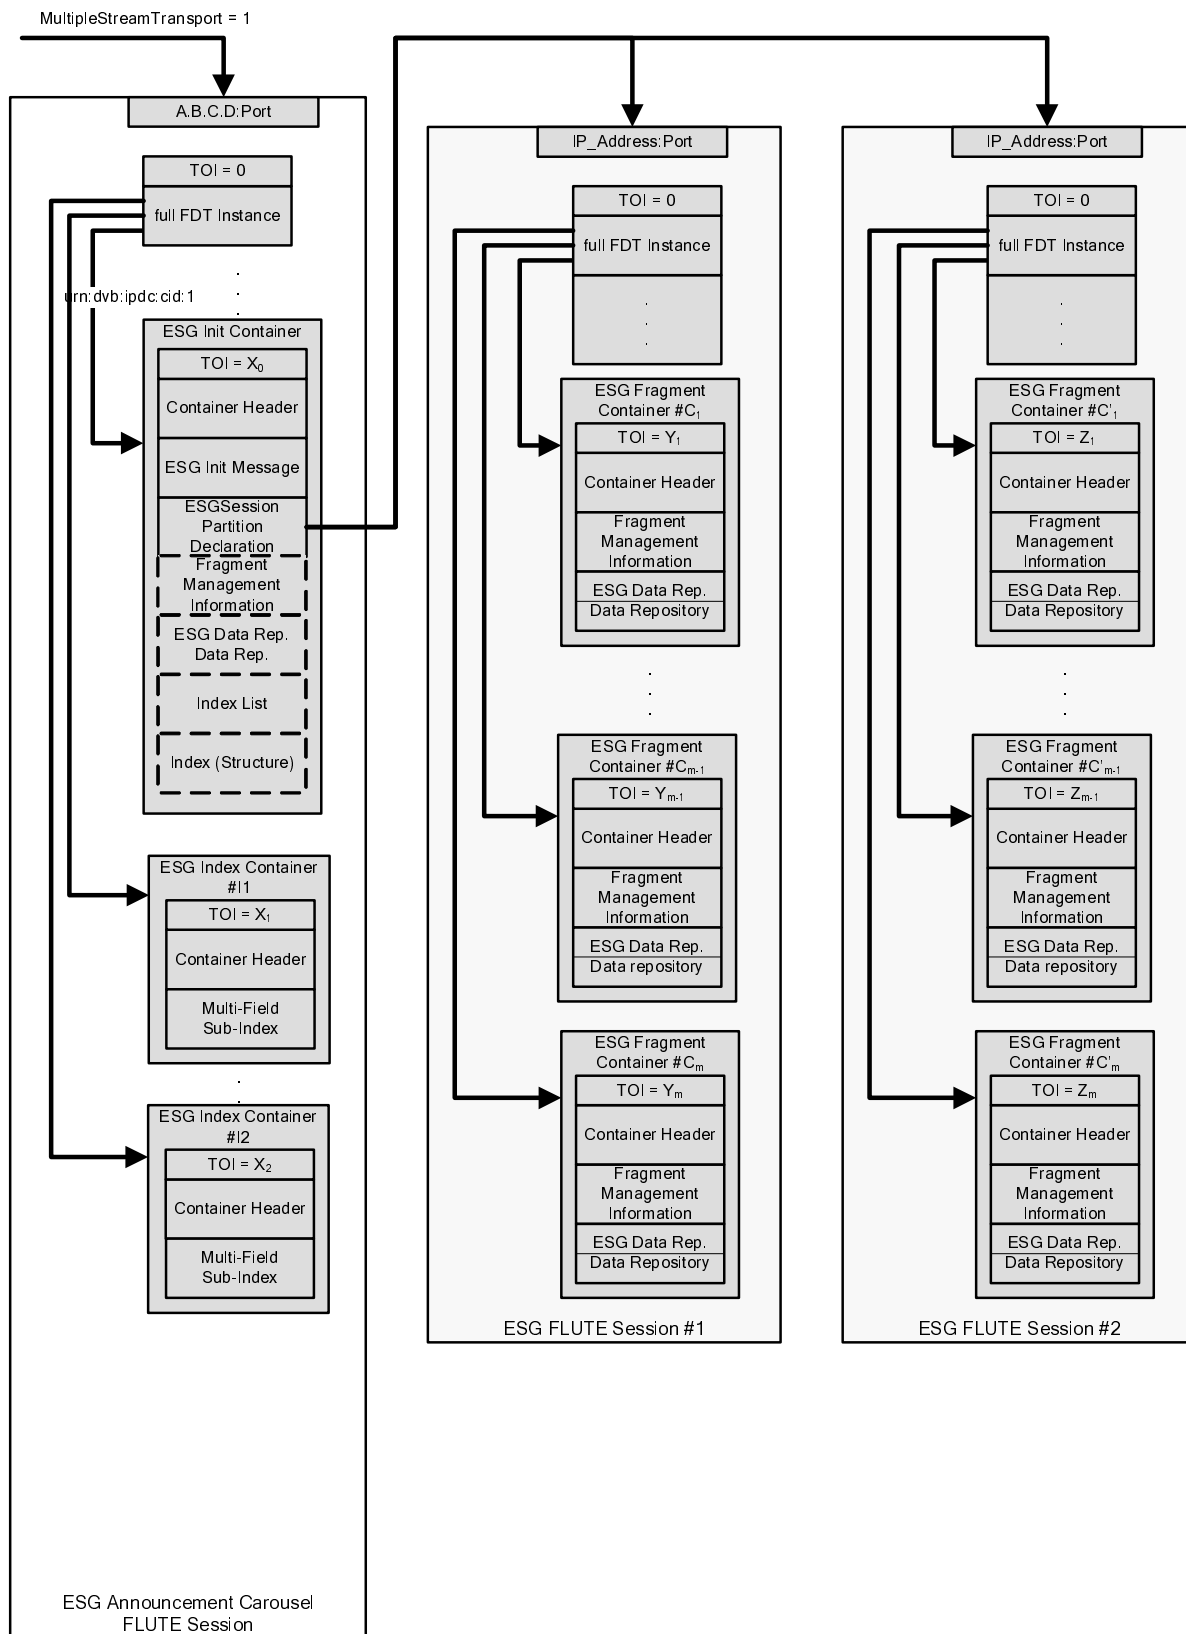 MultipleStreamTransport = 1
A.B.C.D:Port
TOI = 0
full FDT Instance
urn:dvb:ipdc:cid:1
ESG Init Container
TOI = X0
Container Header
ESG Init Message
ESGSession
Partition
Declaration
Fragment
Management
Information
ESG Data Rep.
Data Rep.
Index List
Index (Structure)
ESG Index Container
#I1
TOI = X1
Container Header
Multi-Field
Sub-Index
ESG Index Container
#I2
TOI = X2
Container Header
Multi-Field
Sub-Index
ESG Announcement Carousel
FLUTE Session
IP_Address:Port
TOI = 0
full FDT Instance
ESG Fragment
Container #C1
TOI = Y1
Container Header
Fragment
Management
Information
ESG Data Rep.
Data Repository
ESG Fragment
Container #Cm-1
TOI = Ym-1
Container Header
Fragment
Management
Information
ESG Data Rep.
Data repository
ESG Fragment
Container #Cm
TOI = Ym
Container Header
Fragment
Management
Information
ESG Data Rep.
Data Repository
ESG FLUTE Session #1
IP_Address:Port
TOI = 0
full FDT Instance
ESG Fragment
Container #C'1
TOI = Z1
Container Header
Fragment
Management
Information
ESG Data Rep.
Data Repository
ESG Fragment
Container #C'm-1
TOI = Zm-1
Container Header
Fragment
Management
Information
ESG Data Rep.
Data repository
ESG Fragment
Container #C'm
TOI = Zm
Container Header
Fragment
Management
Information
ESG Data Rep.
Data Repository
ESG FLUTE Session #2